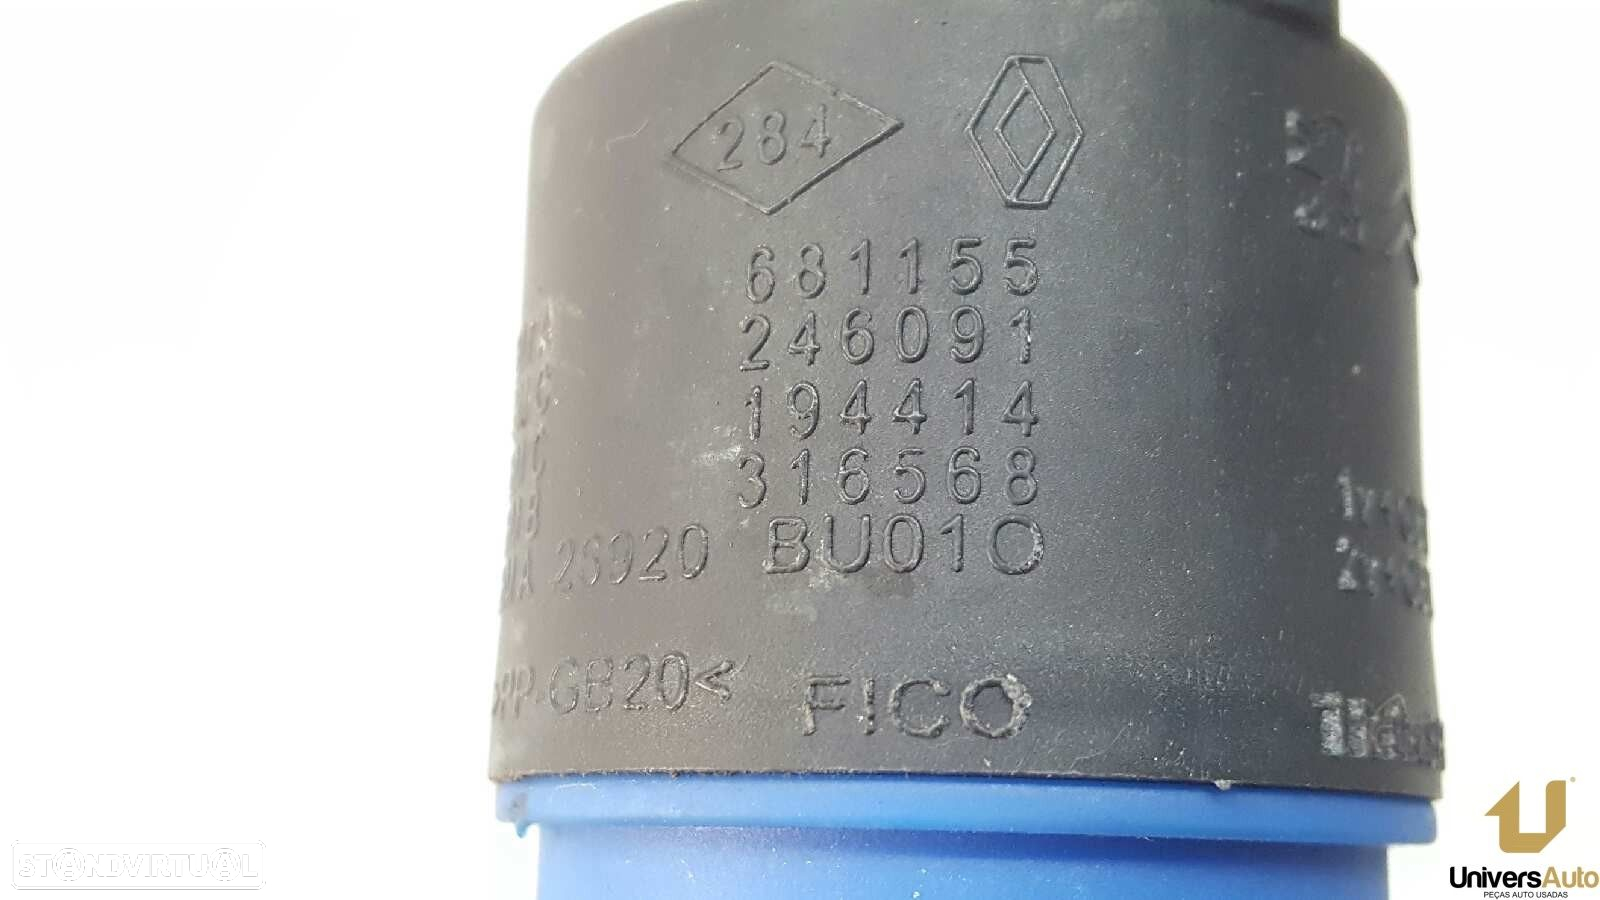 284
681155
246091
194414
316568
26920 BU01O
GB20< FICO
STANDVIRTUAL
UniversAuto
PEÇAS AUTO USADAS